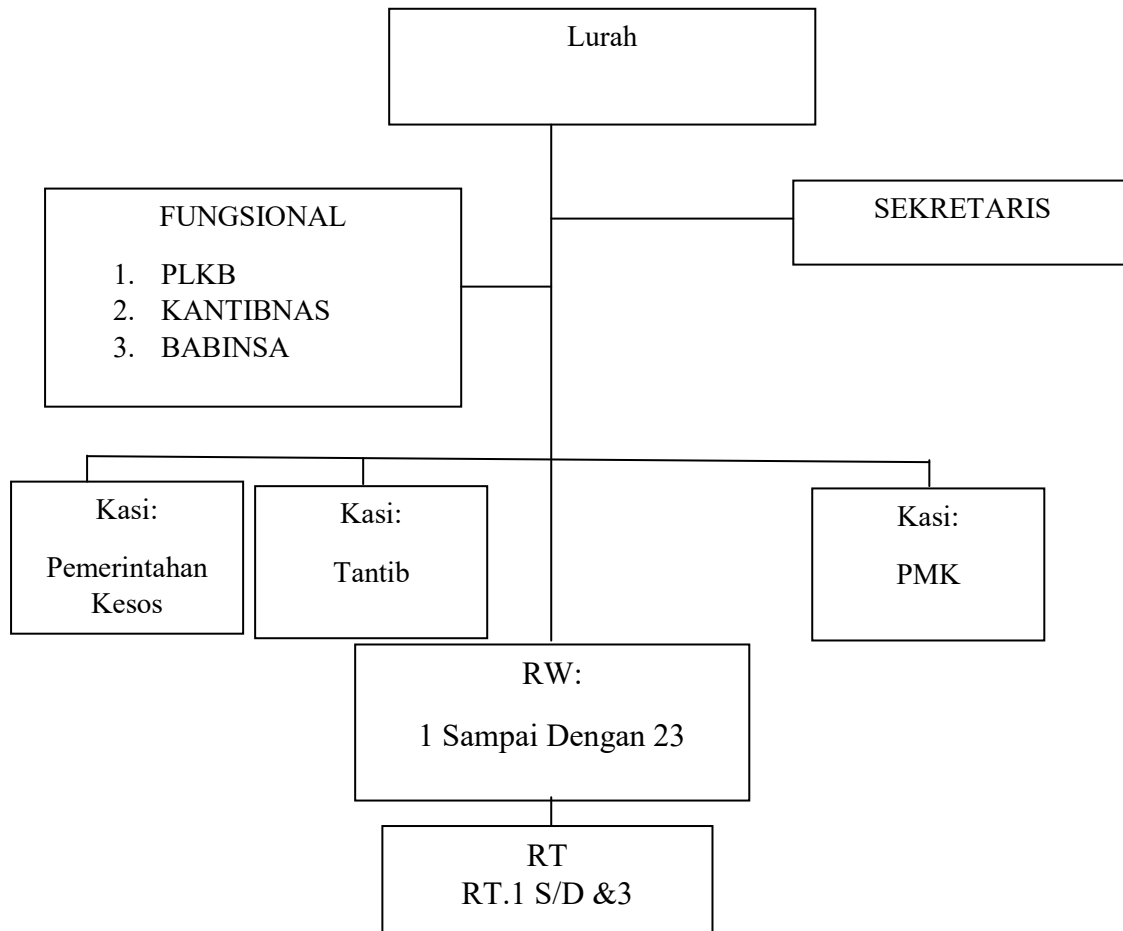 Lurah
SEKRETARIS
FUNGSIONAL
1. PLKB
2. KANTIBNAS
3. BABINSA
Kasi:
Pemerintahan
Kesos
Kasi:
Tantib
Kasi:
PMK
RW:
1 Sampai Dengan 23
RT
RT.1 S/D &3